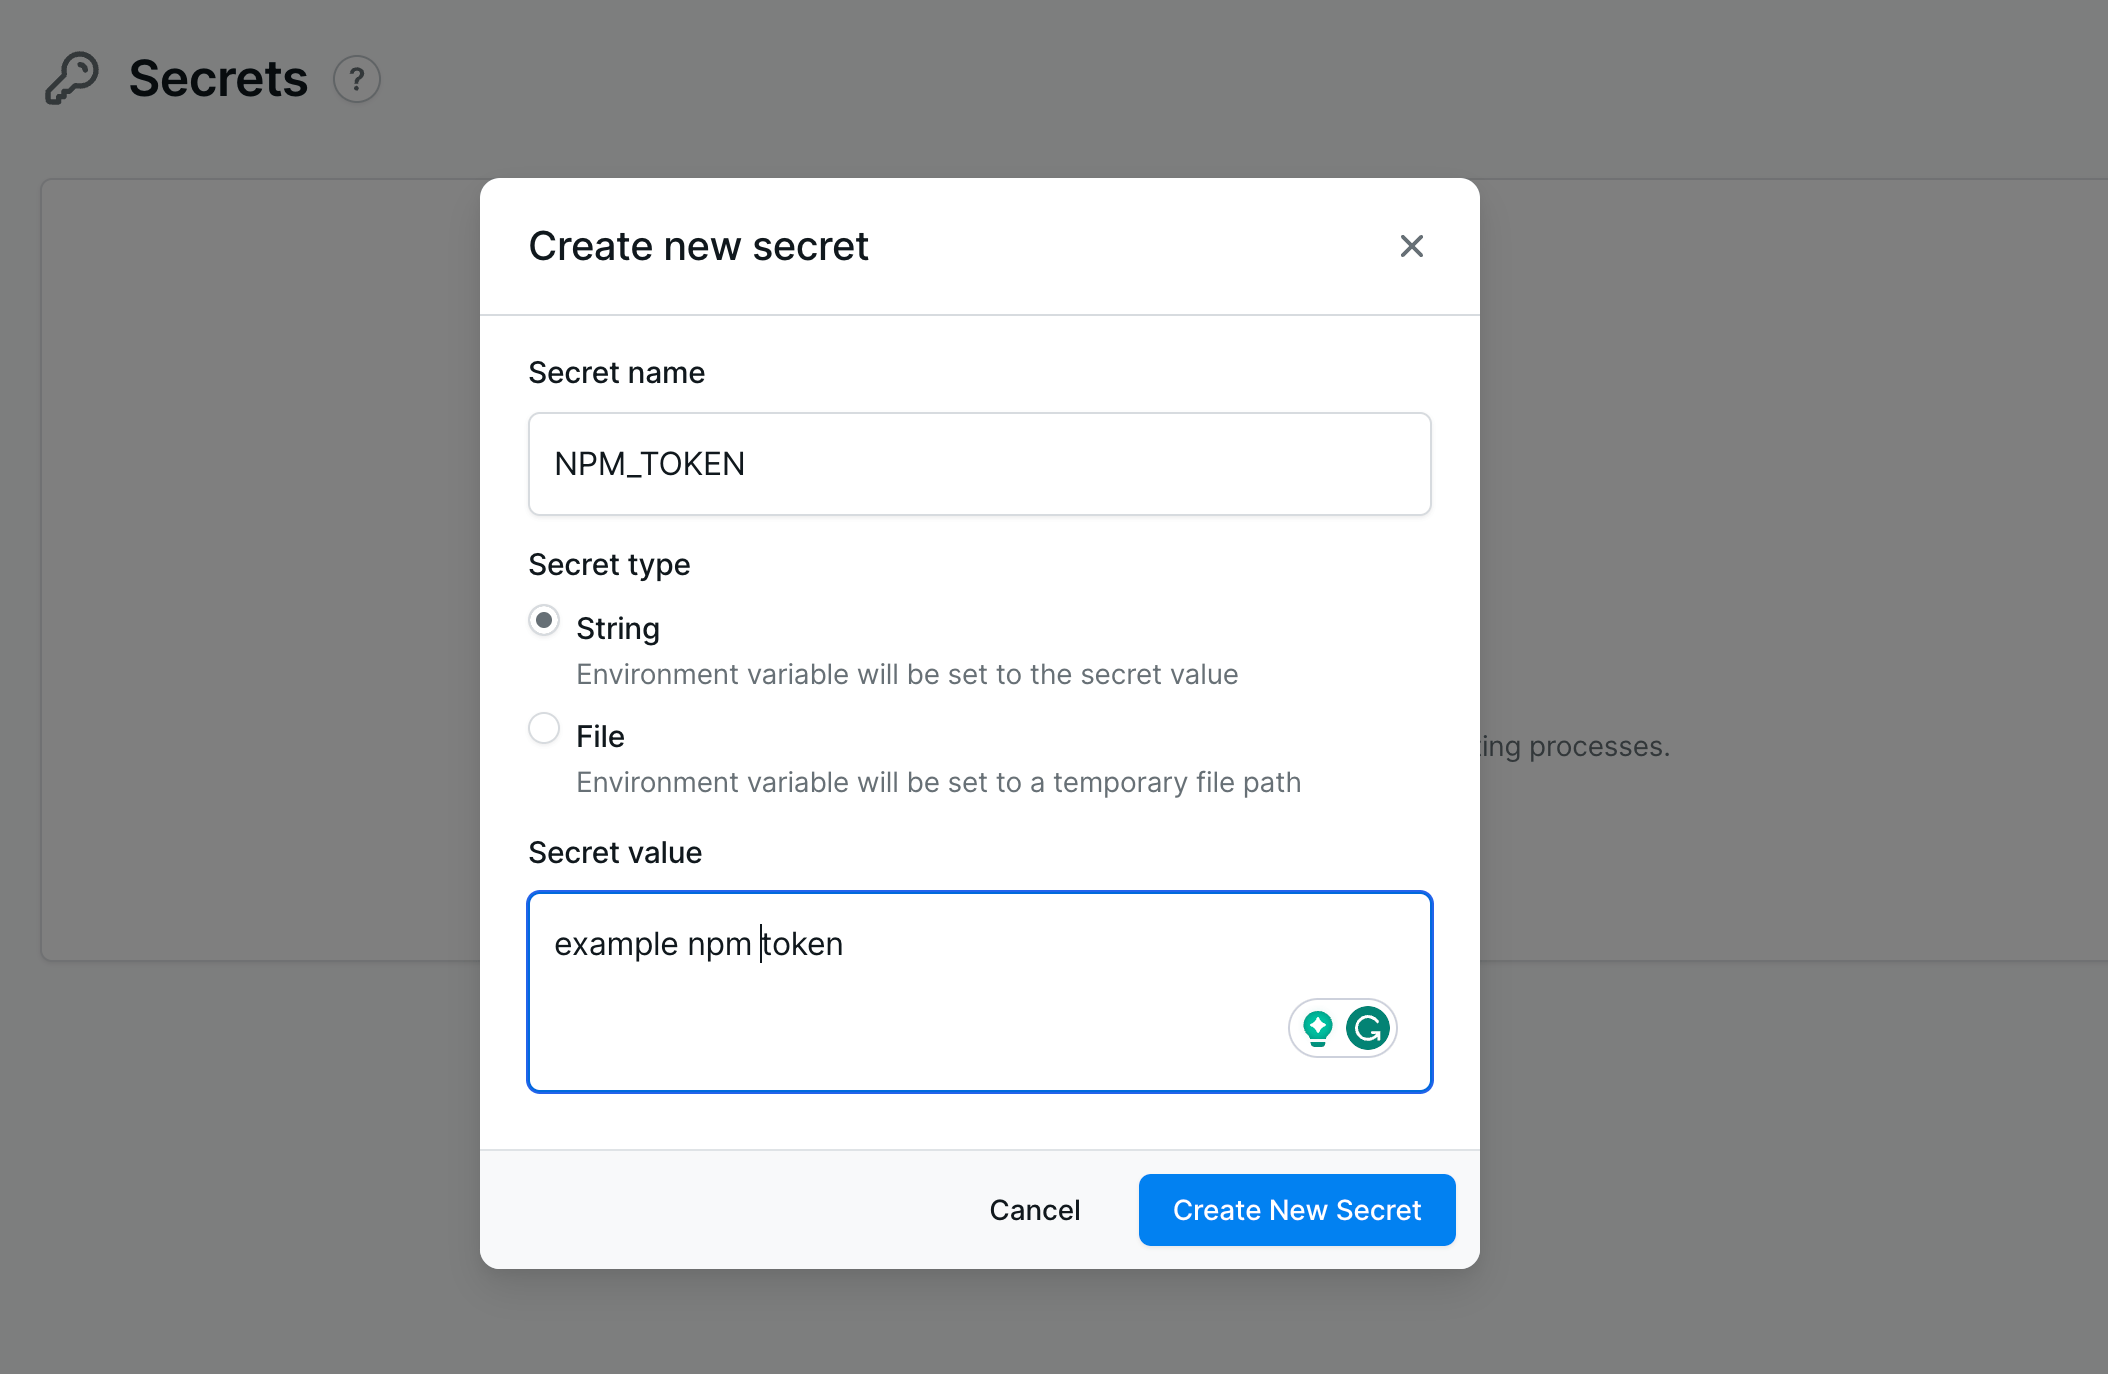 Secrets ?
Create new secret
Secret name
NPM_TOKEN
Secret type
String
Environment variable will be set to the secret value
File
Environment variable will be set to a temporary file path
processes.
Secret value
example npm token
Cancel
Create New Secret